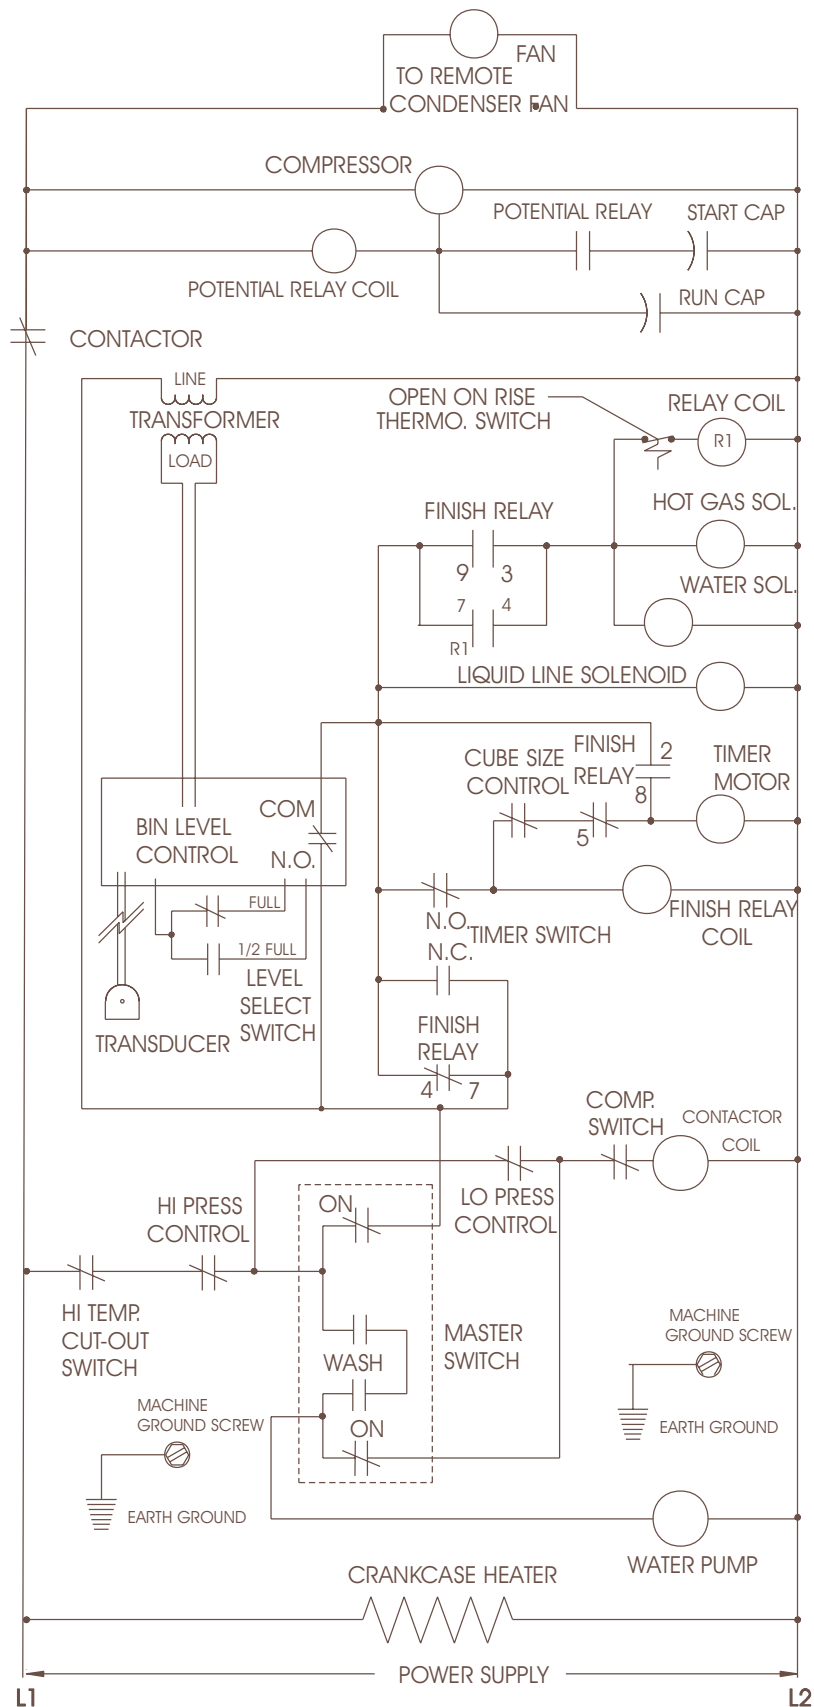 FAN
TO REMOTE
CONDENSER FAN
COMPRESSOR
POTENTIAL RELAY
START CAP
POTENTIAL RELAY COIL
RUN CAP
CONTACTOR
LINE
TRANSFORMER
LOAD
OPEN ON RISE
THERMO. SWITCH
RELAY COIL
R1
HOT GAS SOL.
FINISH RELAY
9 3
WATER SOL.
7 4
R1
LIQUID LINE SOLENOID
FINISH
RELAY
2
8
CUBE SIZE
CONTROL
5
TIMER
MOTOR
COM
BIN LEVEL
CONTROL
N.O.
FULL
1/2 FULL
LEVEL
SELECT
SWITCH
TRANSDUCER
N.O.
TIMER SWITCH
N.C.
FINISH RELAY
COIL
FINISH
RELAY
4 7
COMP.
SWITCH
CONTACTOR
COIL
HI PRESS
CONTROL
ON
LO PRESS
CONTROL
HI TEMP.
CUT-OUT
SWITCH
WASH
MASTER
SWITCH
ON
MACHINE
GROUND SCREW
EARTH GROUND
MACHINE
GROUND SCREW
EARTH GROUND
WATER PUMP
CRANKCASE HEATER
POWER SUPPLY
L1 L2